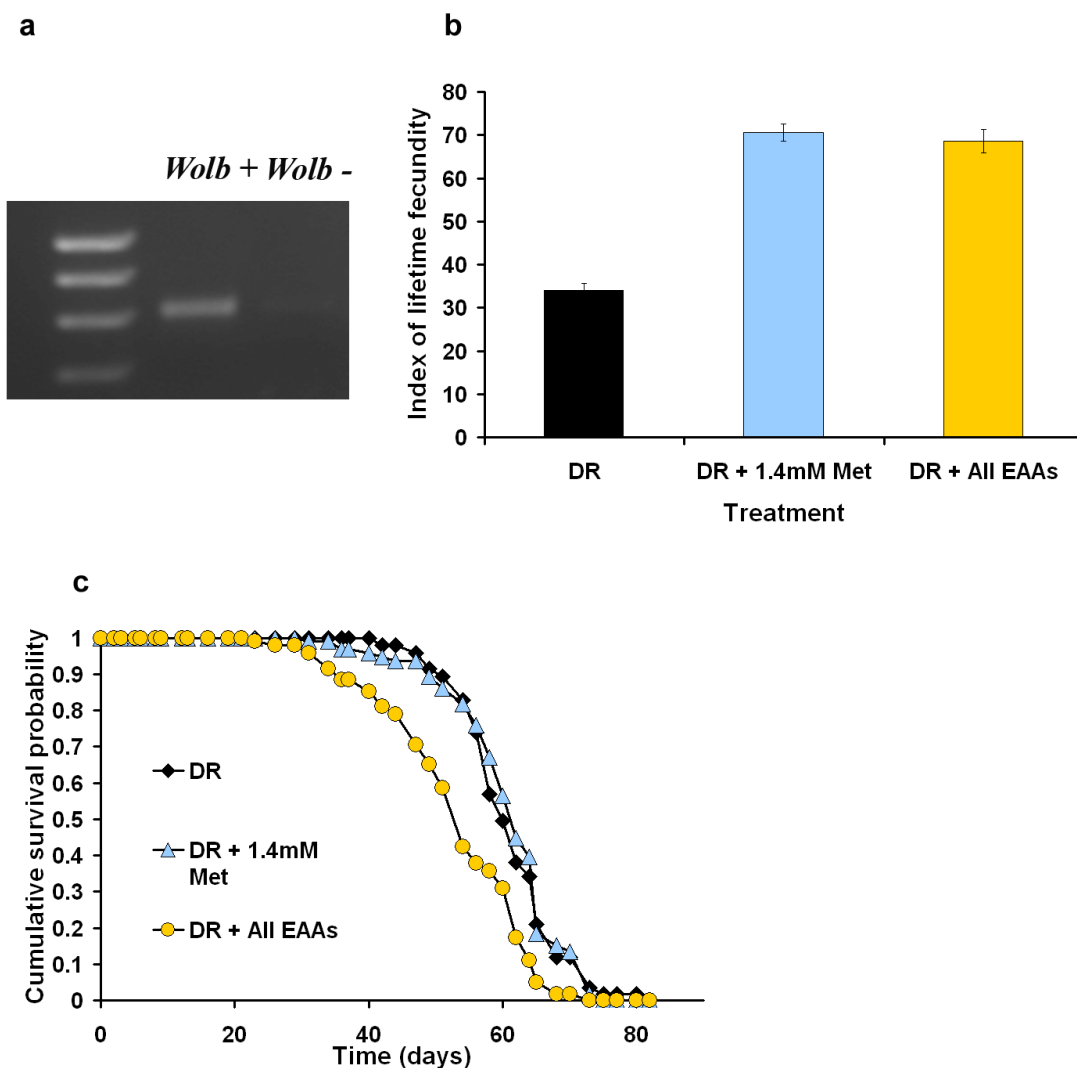 a
Wolb + Wolb -
b
80
70
60
50
40
30
20
10
0
Index of lifetime fecundity
DR
DR + 1.4mM Met
DR + All EAAs
Treatment
c
1
0.9
0.8
0.7
0.6
0.5
0.4
0.3
0.2
0.1
0
Cumulative survival probability
DR
DR + 1.4mM
Met
DR + All EAAs
0
20
40
60
80
Time (days)